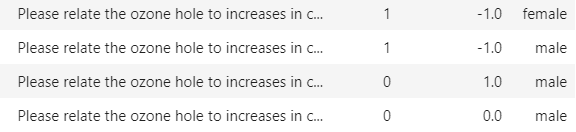 Please relate the ozone hole to increases in c... 1 -1.0 female
Please relate the ozone hole to increases in c... 1 -1.0 male
Please relate the ozone hole to increases in c... 0 1.0 male
Please relate the ozone hole to increases in c... 0 0.0 male